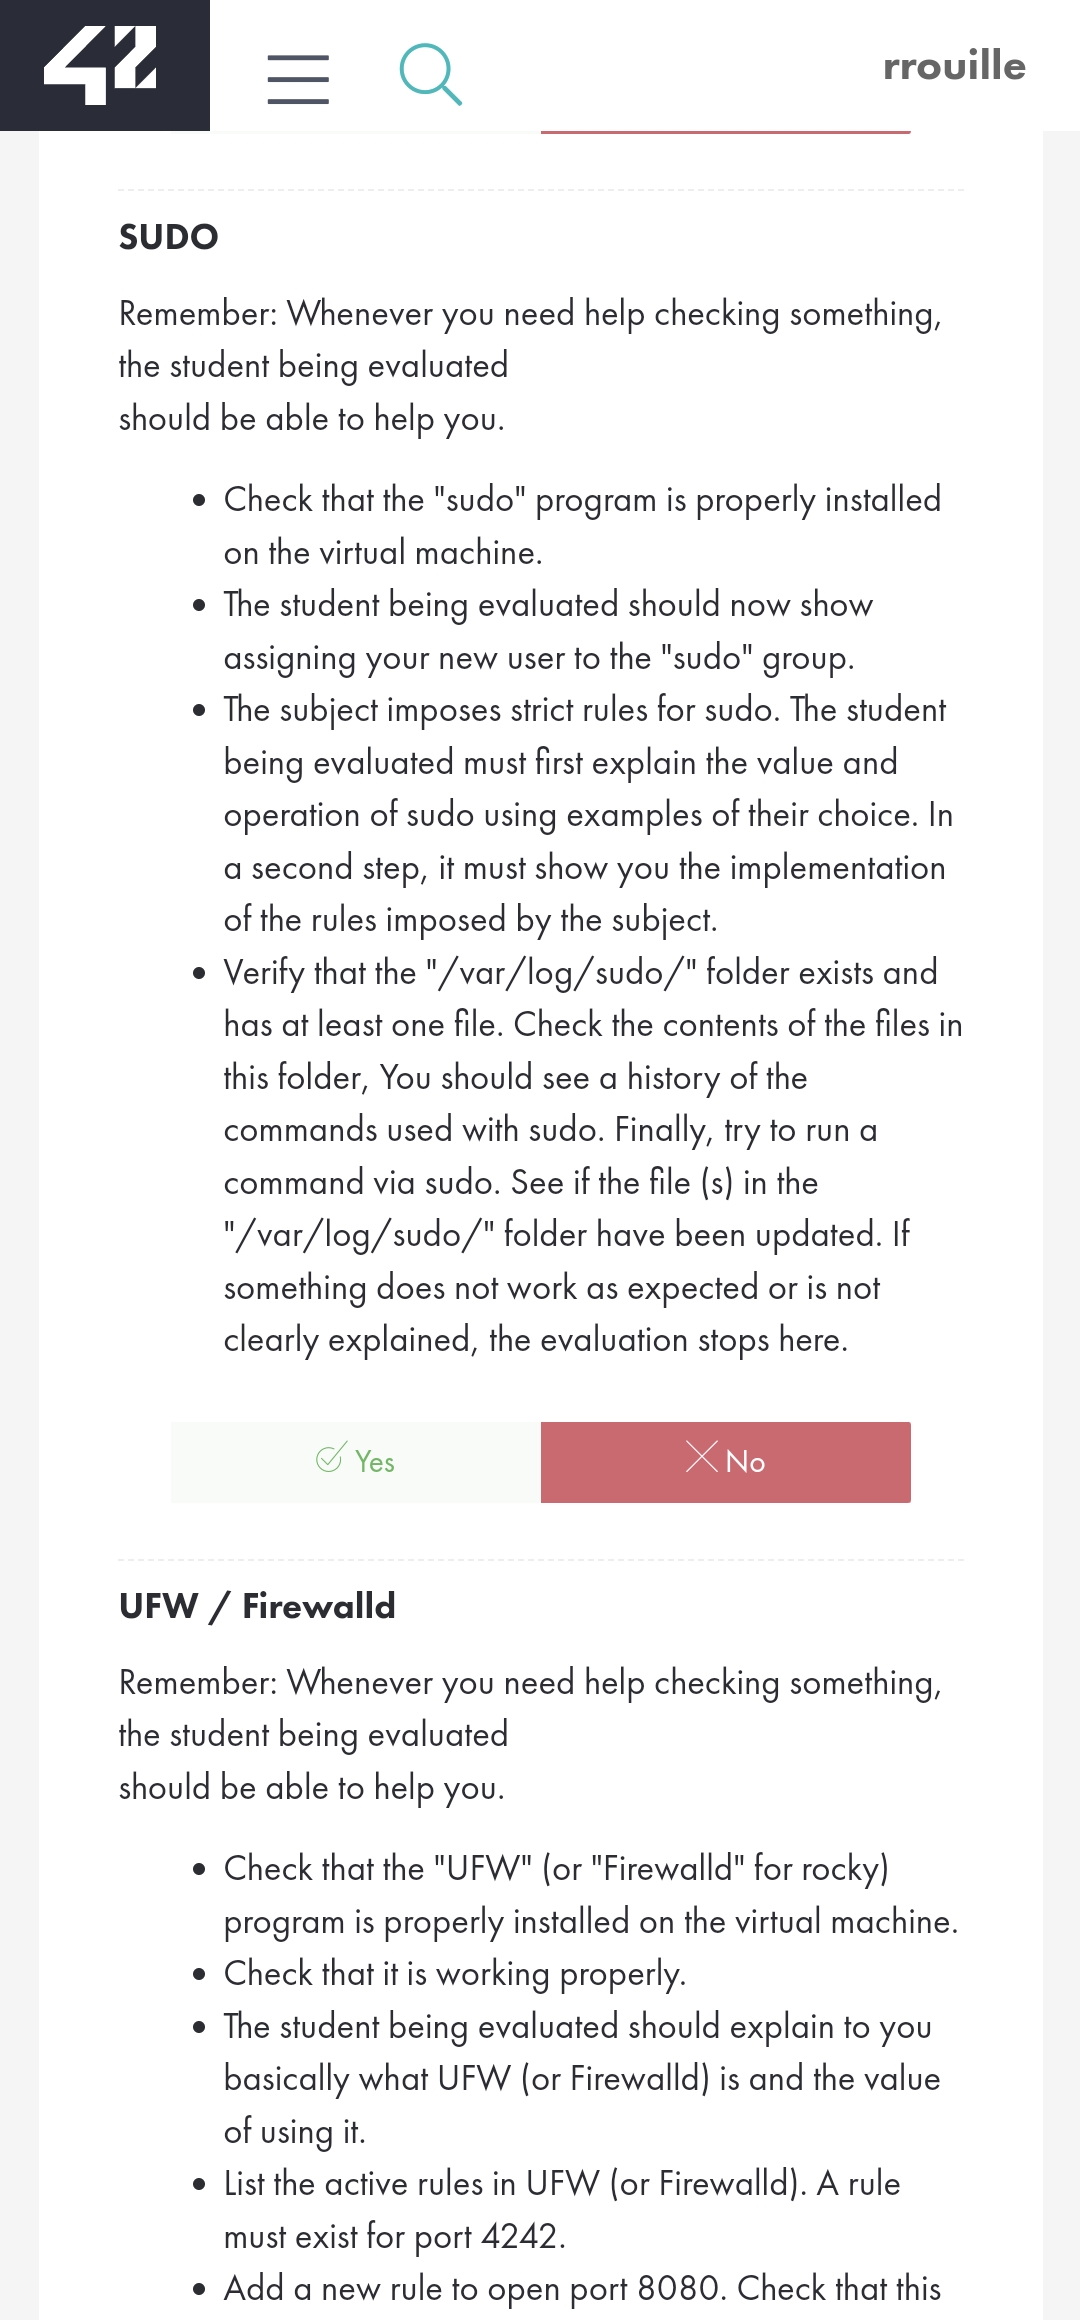 42
rrouille
SUDO
Remember: Whenever you need help checking something,
the student being evaluated
should be able to help you.
Check that the "sudo" program is properly installed
on the virtual machine.
The student being evaluated should now show
assigning your new user to the "sudo" group.
The subject imposes strict rules for sudo. The student
being evaluated must first explain the value and
operation of sudo using examples of their choice. In
a second step, it must show you the implementation
of the rules imposed by the subject.
Verify that the "/var/log/sudo/" folder exists and
has at least one file. Check the contents of the files in
this folder, You should see a history of the
commands used with sudo. Finally, try to run a
command via sudo. See if the file (s) in the
"/var/log/sudo/" folder have been updated. If
something does not work as expected or is not
clearly explained, the evaluation stops here.
Yes
No
UFW / Firewalld
Remember: Whenever you need help checking something,
the student being evaluated
should be able to help you.
Check that the "UFW" (or "Firewalld" for rocky)
program is properly installed on the virtual machine.
Check that it is working properly.
The student being evaluated should explain to you
basically what UFW (or Firewalld) is and the value
of using it.
List the active rules in UFW (or Firewalld). A rule
must exist for port 4242.
Add a new rule to open port 8080. Check that this